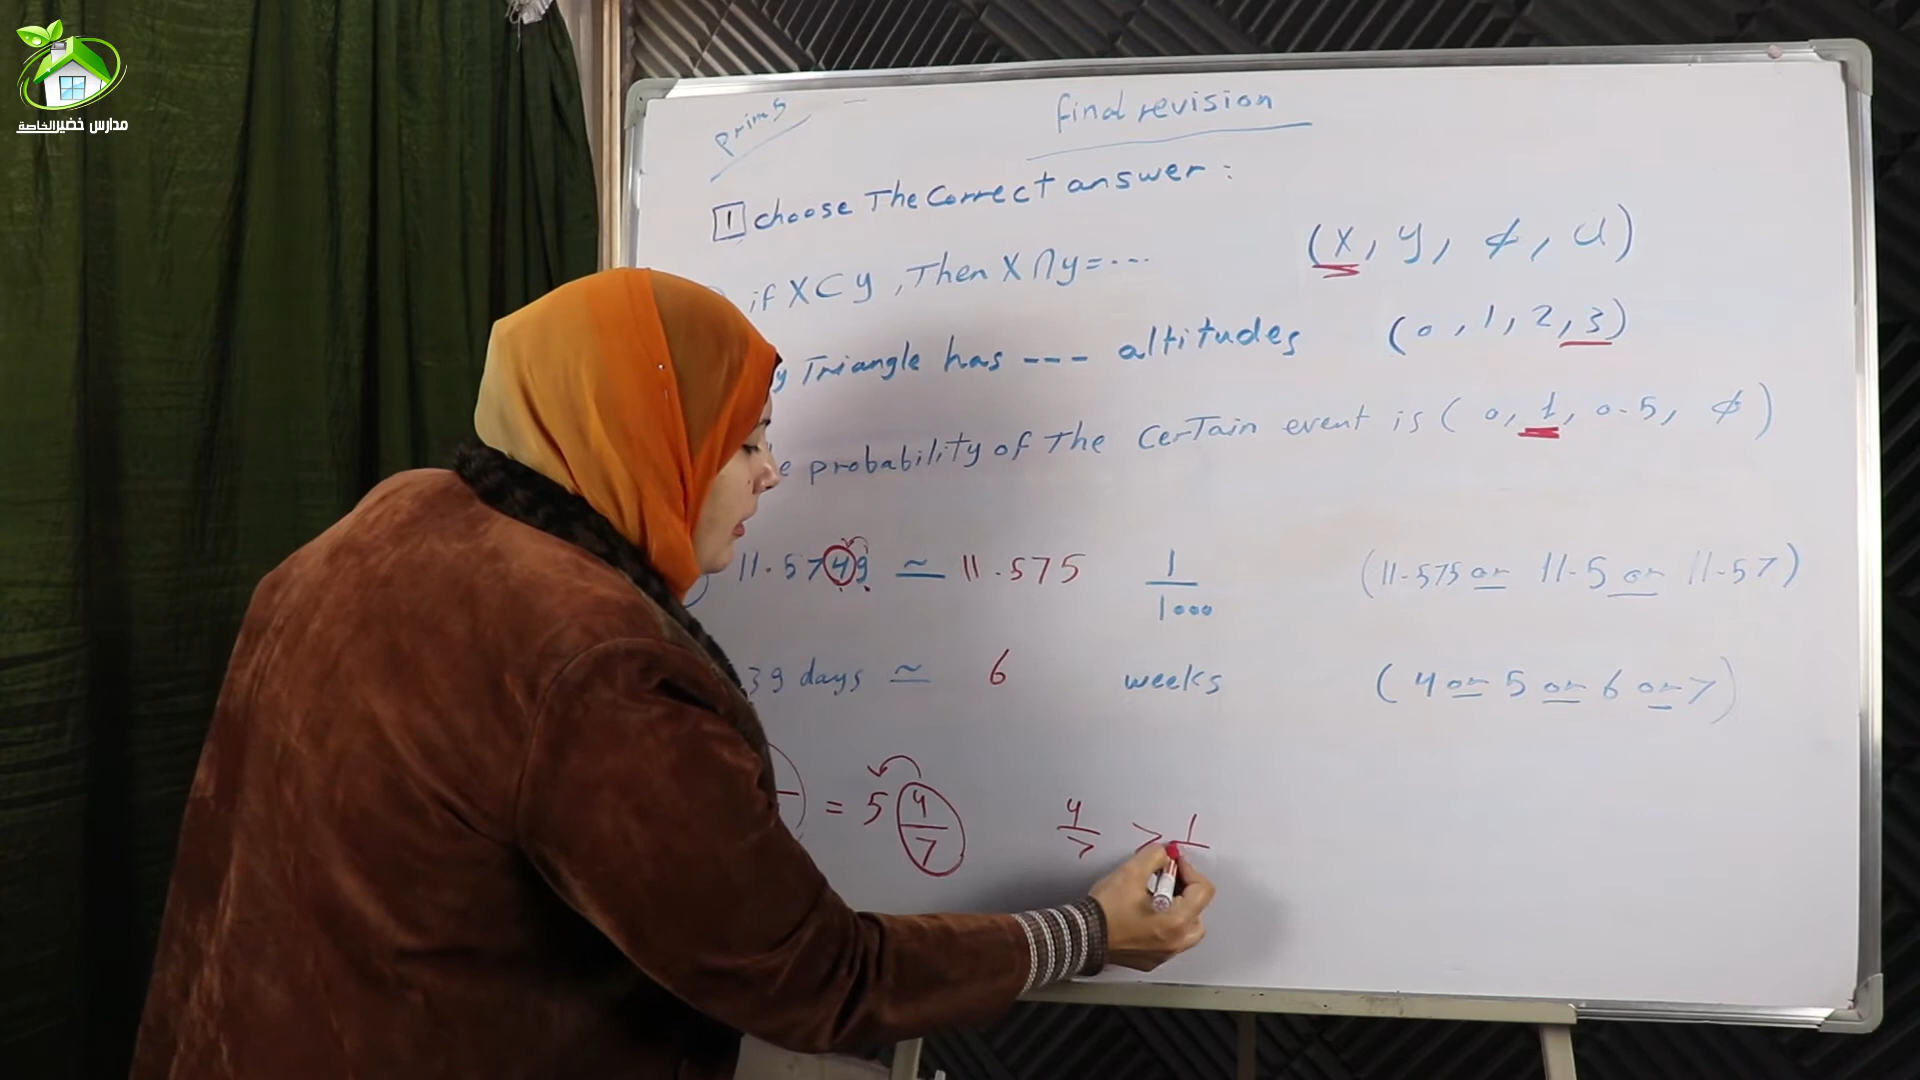 مدارس خضير الخاصة
prim 5
final revision
1 choose The correct answer :
if X ⊂ y , Then X ∩ y = ... (X, y, ϕ, U)
y Triangle has --- altitudes (0, 1, 2, 3)
e probability of The Certain event is ( 0, 1, 0.5, ϕ )
11.5749 ≃ 11.575 1/1000 (11.575 or 11.5 or 11.57)
39 days ≃ 6 weeks ( 4 or 5 or 6 or 7 )
= 5 4/7 4/7 > 1